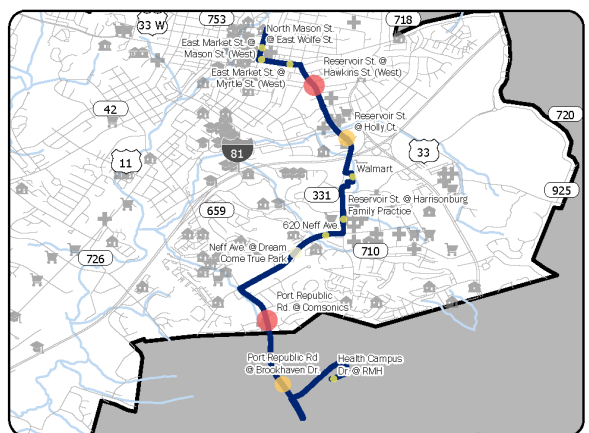 33 W
753
718
North Mason St.
@ East Wolfe St.
East Market St. @
Mason St. (West)
East Market St. @
Myrtle St. (West)
Reservoir St. @
Hawkins St. (West)
42
Reservoir St.
@ Holly Ct.
720
81
33
11
Walmart
331
925
Reservoir St. @ Harrisonburg
Family Practice
659
620 Neff Ave.
726
Neff Ave. @ Dream
Come True Park
710
Port Republic
Rd. @ Comsonics
Port Republic Rd
@ Brookhaven Dr.
Health Campus
Dr. @ RMH